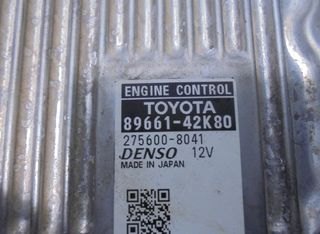 ENGINE CONTROL
TOYOTA
89661-42K80
275600-8041
DENSO 12V
MADE IN JAPAN